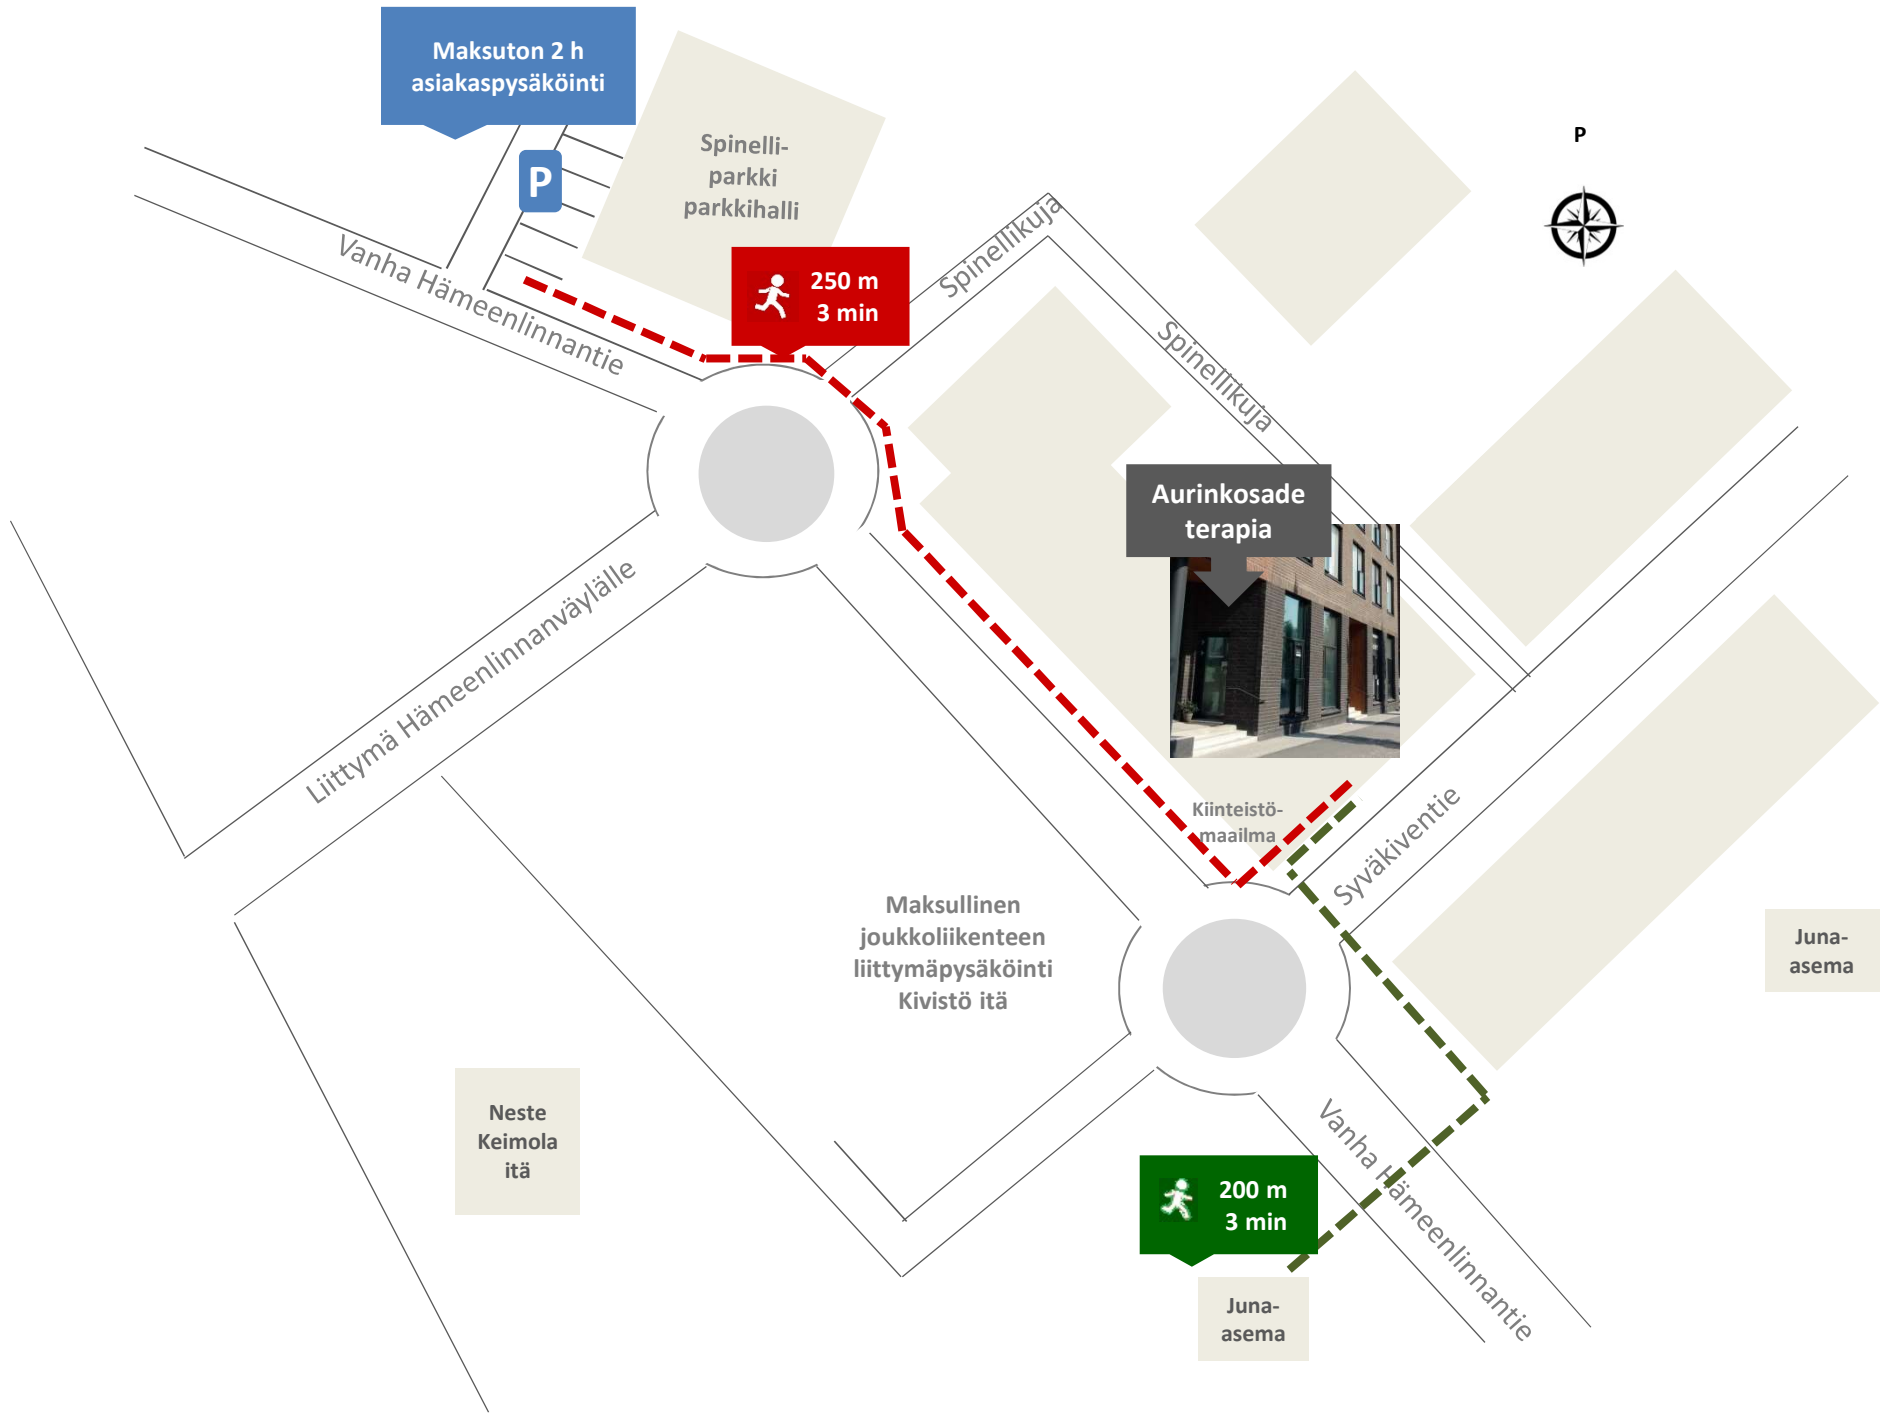 Maksuton 2 h
asiakaspysäköinti
P
Spinelli-
parkki
parkkihalli
P
Vanha Hämeenlinnantie
250 m
3 min
Spinellikuja
Spinellikuja
Aurinkosade
terapia
Liittymä Hämeenlinnanväylälle
Kiinteistö-
maailma
Syväkiventie
Maksullinen
joukkoliikenteen
liittymäpysäköinti
Kivistö itä
Juna-
asema
Neste
Keimola
itä
200 m
3 min
Vanha Hämeenlinnantie
Juna-
asema